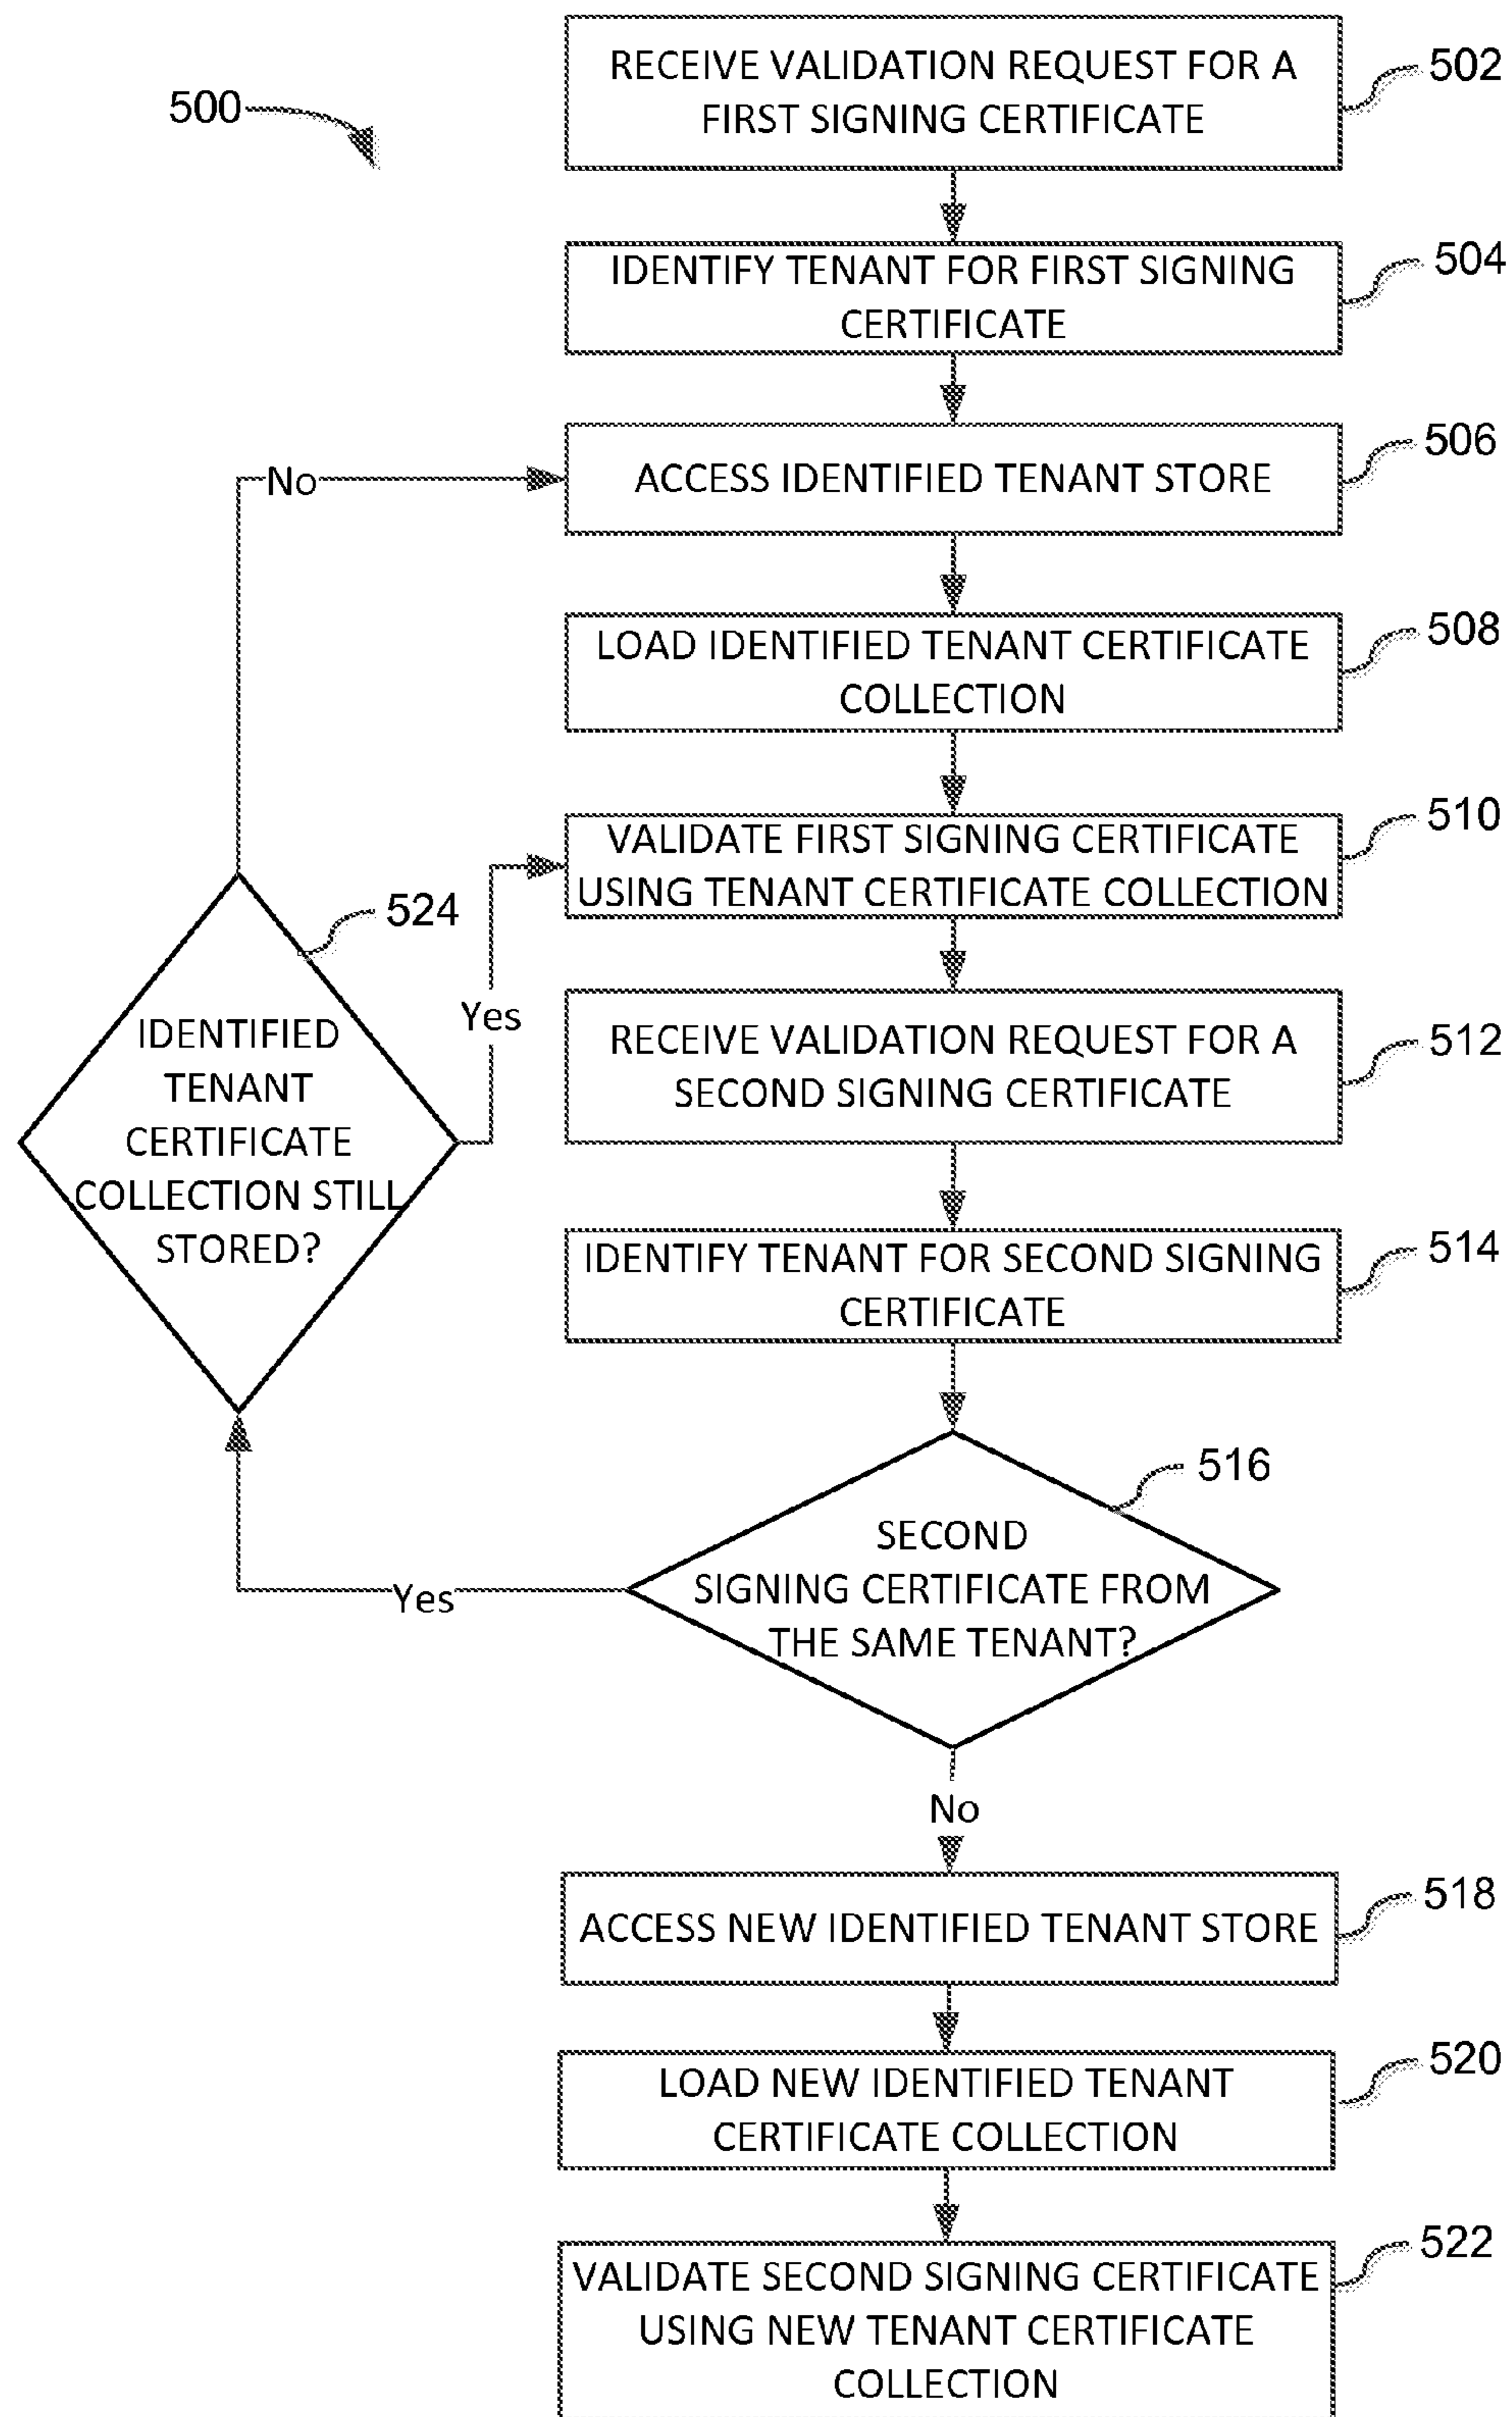 500
RECEIVE VALIDATION REQUEST FOR A
FIRST SIGNING CERTIFICATE
502
IDENTIFY TENANT FOR FIRST SIGNING
CERTIFICATE
504
No
ACCESS IDENTIFIED TENANT STORE
506
LOAD IDENTIFIED TENANT CERTIFICATE
COLLECTION
508
VALIDATE FIRST SIGNING CERTIFICATE
USING TENANT CERTIFICATE COLLECTION
510
524
IDENTIFIED
TENANT
CERTIFICATE
COLLECTION STILL
STORED?
Yes
RECEIVE VALIDATION REQUEST FOR A
SECOND SIGNING CERTIFICATE
512
IDENTIFY TENANT FOR SECOND SIGNING
CERTIFICATE
514
516
SECOND
SIGNING CERTIFICATE FROM
THE SAME TENANT?
Yes
No
ACCESS NEW IDENTIFIED TENANT STORE
518
LOAD NEW IDENTIFIED TENANT
CERTIFICATE COLLECTION
520
VALIDATE SECOND SIGNING CERTIFICATE
USING NEW TENANT CERTIFICATE
COLLECTION
522